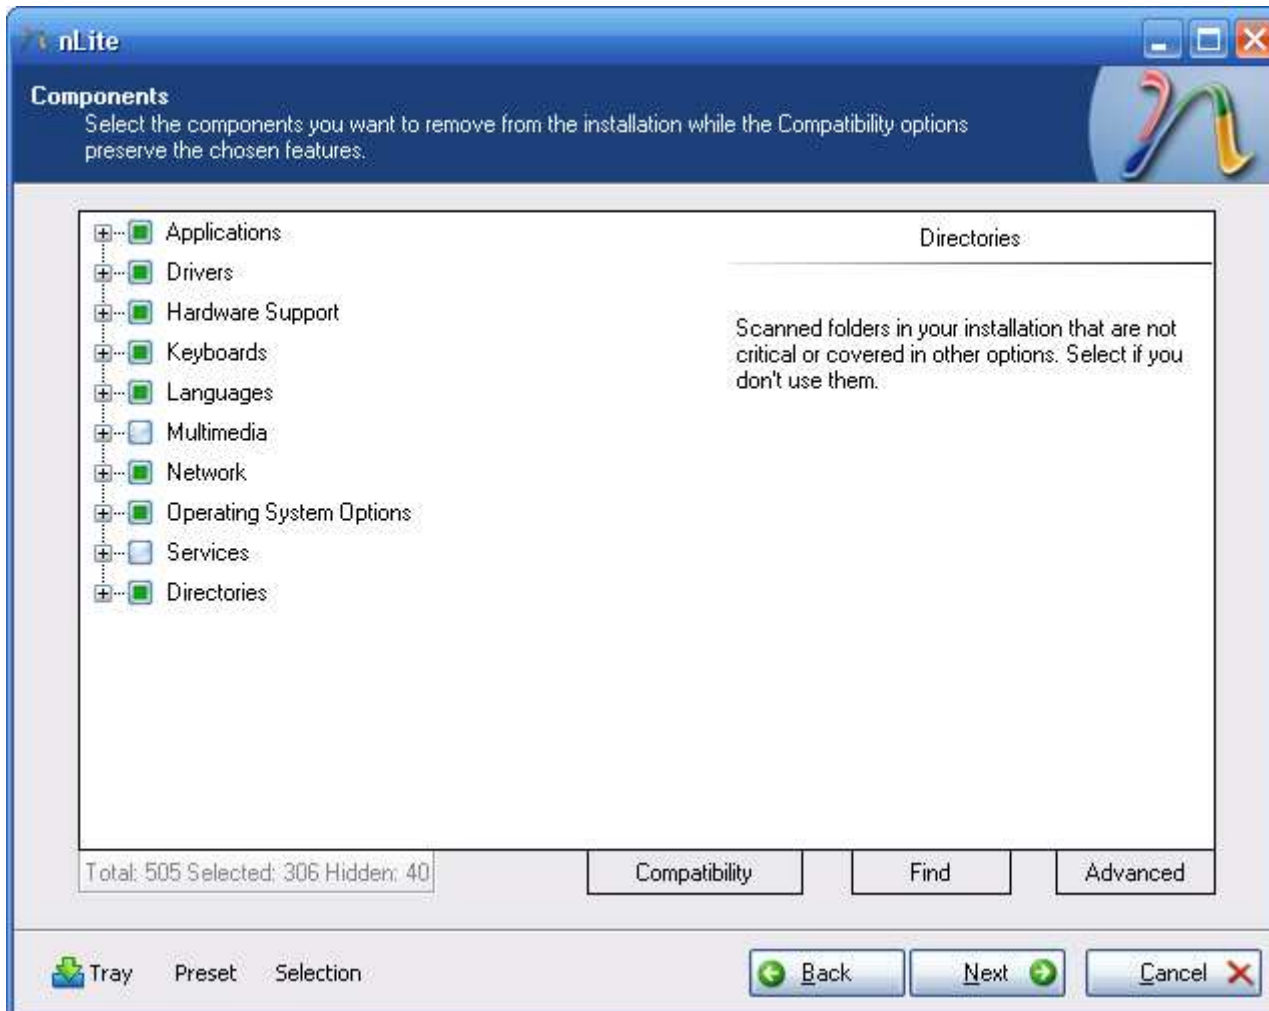 nLite
Components
Select the components you want to remove from the installation while the Compatibility options
preserve the chosen features.
Applications
Drivers
Hardware Support
Keyboards
Languages
Multimedia
Network
Operating System Options
Services
Directories
Directories
Scanned folders in your installation that are not
critical or covered in other options. Select if you
don't use them.
Total: 505 Selected: 306 Hidden: 40
Compatibility
Find
Advanced
Tray
Preset
Selection
Back
Next
Cancel